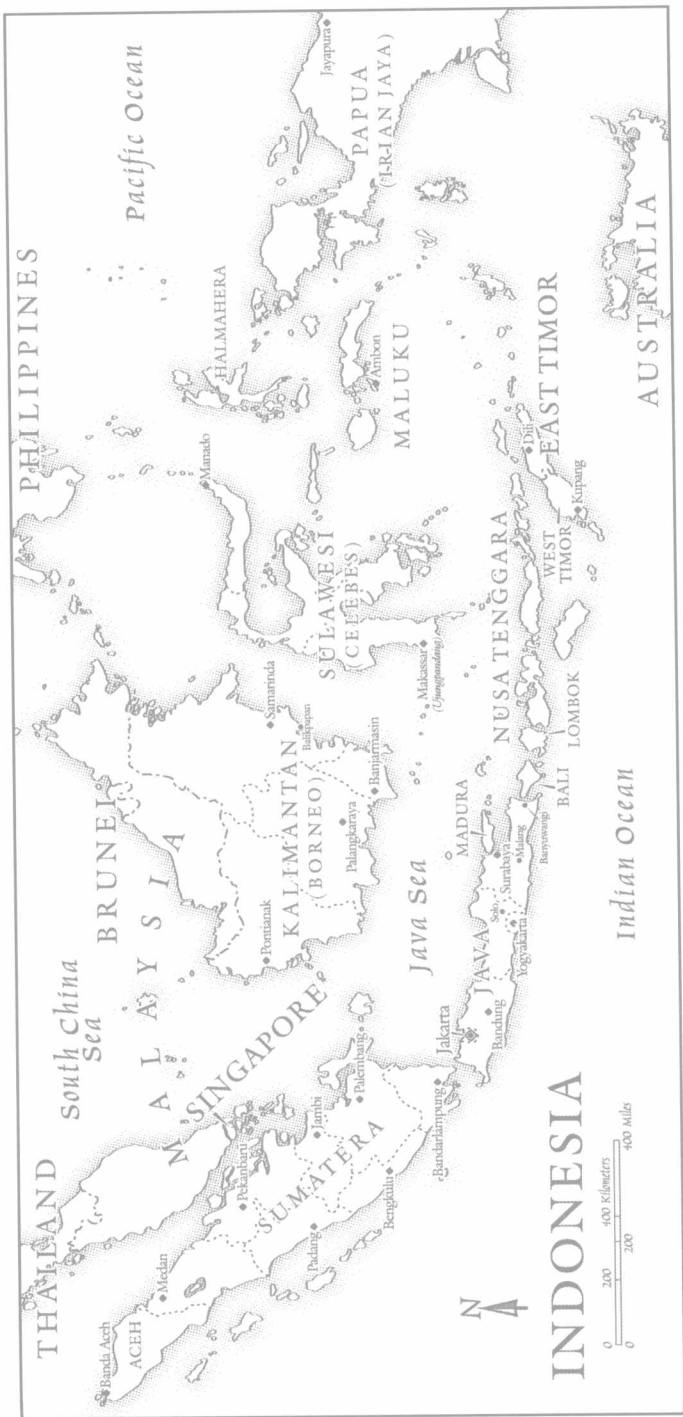 THAILAND
PHILIPPINES
Pacific Ocean
South China
Sea
BRUNEI
MALAYSIA
SINGAPORE
Banda Aceh
ACEH
Medan
Pekanbaru
SUMATERA
Padang
Jambi
Palembang
Bengkulu
Bandarlampung
Pontianak
KALIMANTAN
(BORNEO)
Palangkaraya
Banjarmasin
Samarinda
Balikpapan
SULAWESI
(CELEBES)
Manado
Makassar
(Ujungpandang)
HALMAHERA
MALUKU
Ambon
PAPUA
(IRIAN JAYA)
Jayapura
Java Sea
Jakarta
JAVA
Bandung
Solo
Yogyakarta
Surabaya
Malang
Banyuwangi
MADURA
BALI
LOMBOK
NUSA TENGGARA
WEST
TIMOR
Kupang
Dili
EAST TIMOR
AUSTRALIA
Indian Ocean
N
INDONESIA
0 200 400 Kilometers
0 200 400 Miles